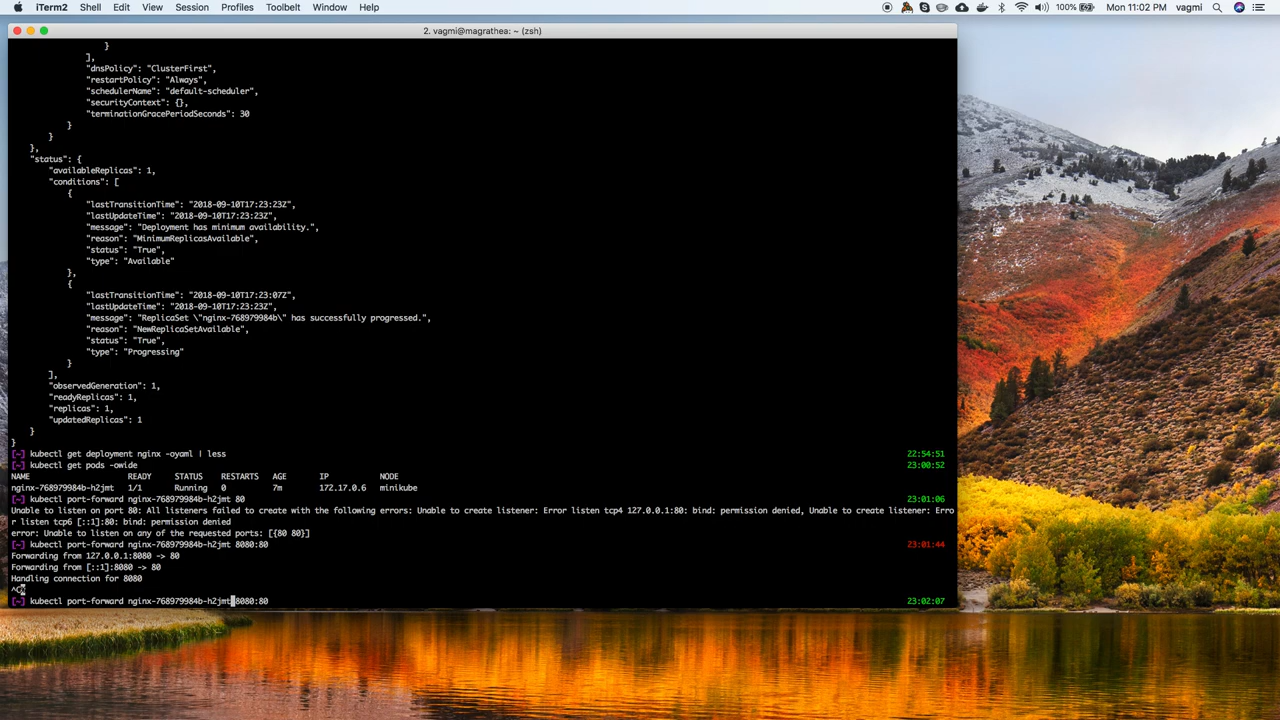 iTerm2 Shell Edit View Session Profiles Toolbelt Window Help 100% Mon 11:02 PM vagmi
2. vagmi@magrathea: ~ (zsh)
}
],
"dnsPolicy": "ClusterFirst",
"restartPolicy": "Always",
"schedulerName": "default-scheduler",
"securityContext": {},
"terminationGracePeriodSeconds": 30
}
}
},
"status": {
"availableReplicas": 1,
"conditions": [
{
"lastTransitionTime": "2018-09-10T17:23:23Z",
"lastUpdateTime": "2018-09-10T17:23:23Z",
"message": "Deployment has minimum availability.",
"reason": "MinimumReplicasAvailable",
"status": "True",
"type": "Available"
},
{
"lastTransitionTime": "2018-09-10T17:23:07Z",
"lastUpdateTime": "2018-09-10T17:23:23Z",
"message": "ReplicaSet \"nginx-768979984b\" has successfully progressed.",
"reason": "NewReplicaSetAvailable",
"status": "True",
"type": "Progressing"
}
],
"observedGeneration": 1,
"readyReplicas": 1,
"replicas": 1,
"updatedReplicas": 1
}
}
[~] kubectl get deployment nginx -oyaml | less 22:54:51
[~] kubectl get pods -owide 23:00:52
NAME READY STATUS RESTARTS AGE IP NODE
nginx-768979984b-h2jmt 1/1 Running 0 7m 172.17.0.6 minikube
[~] kubectl port-forward nginx-768979984b-h2jmt 80 23:01:06
Unable to listen on port 80: All listeners failed to create with the following errors: Unable to create listener: Error listen tcp4 127.0.0.1:80: bind: permission denied, Unable to create listener: Erro
r listen tcp6 [::1]:80: bind: permission denied
error: Unable to listen on any of the requested ports: [{80 80}]
[~] kubectl port-forward nginx-768979984b-h2jmt 8080:80 23:01:44
Forwarding from 127.0.0.1:8080 -> 80
Forwarding from [::1]:8080 -> 80
Handling connection for 8080
^C
[~] kubectl port-forward nginx-768979984b-h2jmt 8080:80 23:02:07